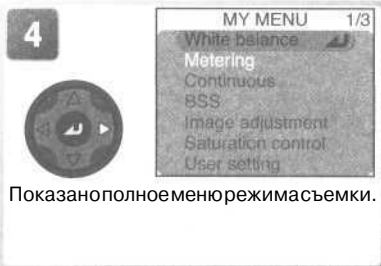 4
MY MENU 1/3
White balance
Metering
Continuous
BSS
Image adjustment
Saturation control
User setting
Показанополноеменюрежимасъемки.